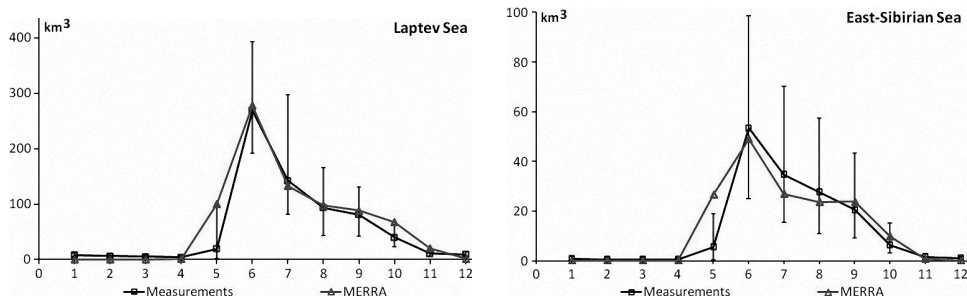 km³ Laptev Sea
400
300
200
100
0
0 1 2 3 4 5 6 7 8 9 10 11 12
Measurements MERRA
km³ East-Sibirian Sea
100
80
60
40
20
0
0 1 2 3 4 5 6 7 8 9 10 11 12
Measurements MERRA